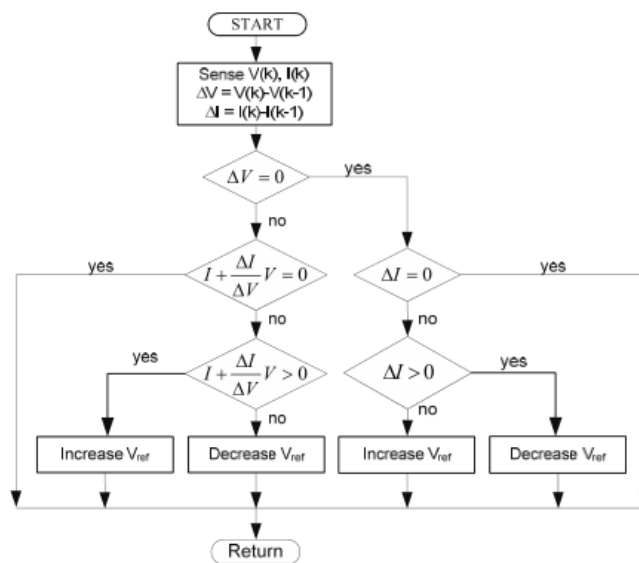 START
Sense V(k), I(k)
ΔV = V(k)-V(k-1)
ΔI = I(k)-I(k-1)
ΔV = 0
yes
no
yes
I + ΔI/ΔV V = 0
ΔI = 0
yes
no
no
yes
I + ΔI/ΔV V > 0
ΔI > 0
yes
no
no
Increase Vref
Decrease Vref
Increase Vref
Decrease Vref
Return